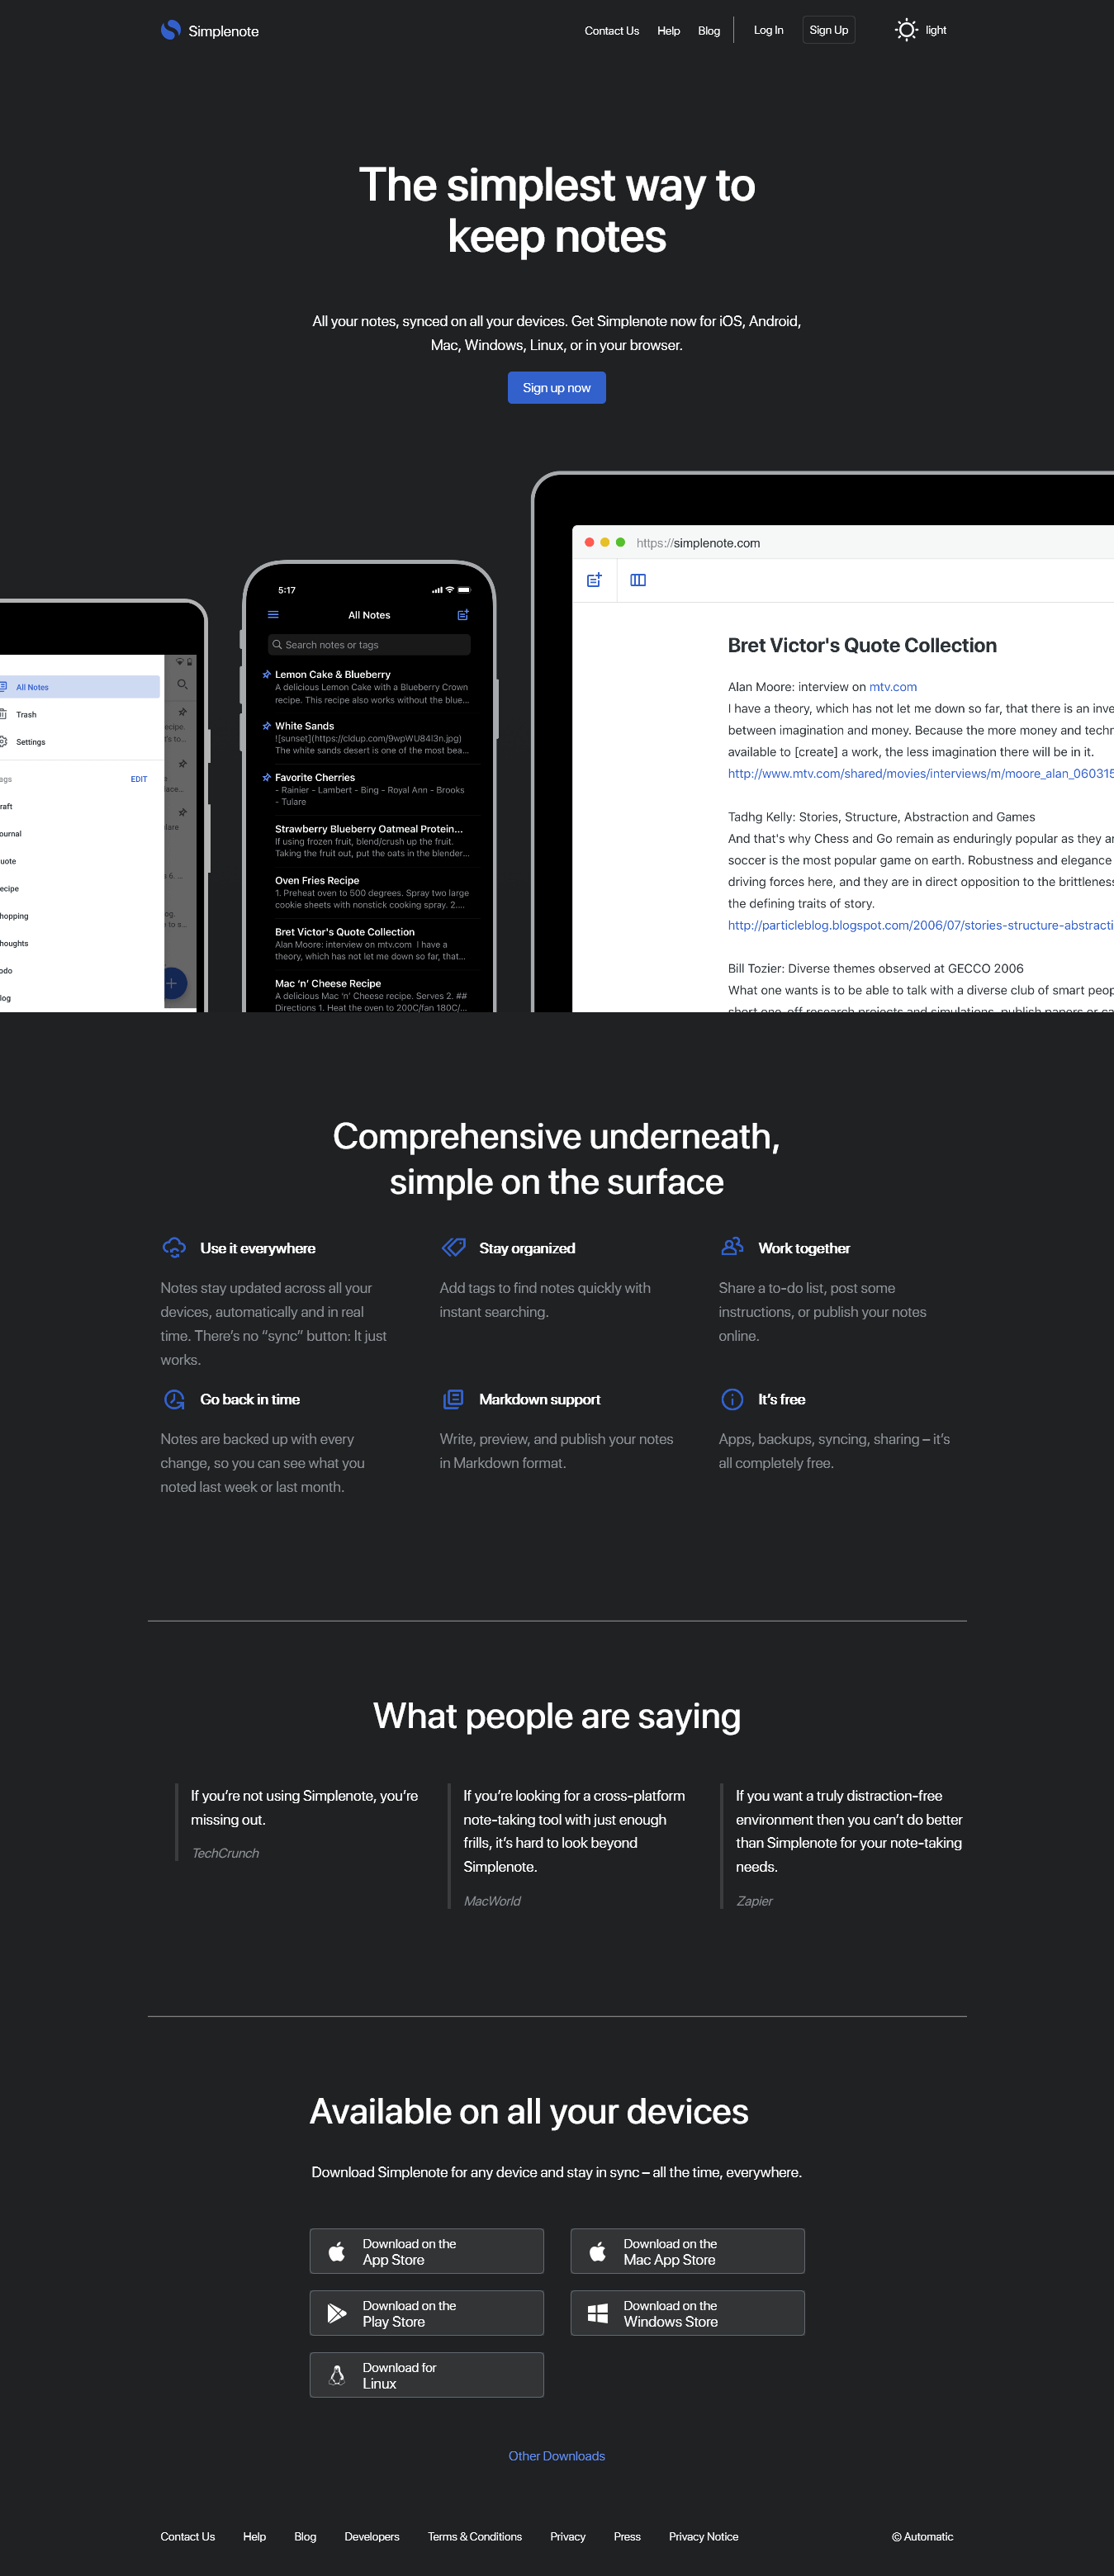 Simplenote
Contact Us
Help
Blog
Log In
Sign Up
light
The simplest way to
keep notes
All your notes, synced on all your devices. Get Simplenote now for iOS, Android,
Mac, Windows, Linux, or in your browser.
Sign up now
All Notes
Trash
Settings
EDIT
5:17
All Notes
Search notes or tags
Lemon Cake & Blueberry
A delicious Lemon Cake with a Blueberry Crown
recipe. This recipe also works without the blue...
White Sands
![sunset](https://cldup.com/9wpWU84I3n.jpg)
The white sands desert is one of the most bea...
Favorite Cherries
- Rainier - Lambert - Bing - Royal Ann - Brooks
- Tulare
Strawberry Blueberry Oatmeal Protein...
If using frozen fruit, blend/crush up the fruit.
Taking the fruit out, put the oats in the blender...
Oven Fries Recipe
1. Preheat oven to 500 degrees. Spray two large
cookie sheets with nonstick cooking spray. 2....
Bret Victor's Quote Collection
Alan Moore: interview on mtv.com I have a
theory, which has not let me down so far, that...
Mac ‘n’ Cheese Recipe
A delicious Mac ‘n’ Cheese recipe. Serves 2. ##
Directions 1. Heat the oven to 200C/fan 180C/...
https://simplenote.com
Bret Victor's Quote Collection
Alan Moore: interview on mtv.com
I have a theory, which has not let me down so far, that there is an inve
between imagination and money. Because the more money and techn
available to [create] a work, the less imagination there will be in it.
http://www.mtv.com/shared/movies/interviews/m/moore_alan_060315
Tadhg Kelly: Stories, Structure, Abstraction and Games
And that's why Chess and Go remain as enduringly popular as they ar
soccer is the most popular game on earth. Robustness and elegance
driving forces here, and they are in direct opposition to the brittleness
the defining traits of story.
http://particleblog.blogspot.com/2006/07/stories-structure-abstracti
Bill Tozier: Diverse themes observed at GECCO 2006
What one wants is to be able to talk with a diverse club of smart peop
Comprehensive underneath,
simple on the surface
Use it everywhere
Notes stay updated across all your
devices, automatically and in real
time. There’s no “sync” button: It just
works.
Stay organized
Add tags to find notes quickly with
instant searching.
Work together
Share a to-do list, post some
instructions, or publish your notes
online.
Go back in time
Notes are backed up with every
change, so you can see what you
noted last week or last month.
Markdown support
Write, preview, and publish your notes
in Markdown format.
It’s free
Apps, backups, syncing, sharing – it’s
all completely free.
What people are saying
If you’re not using Simplenote, you’re
missing out.
TechCrunch
If you’re looking for a cross-platform
note-taking tool with just enough
frills, it’s hard to look beyond
Simplenote.
MacWorld
If you want a truly distraction-free
environment then you can’t do better
than Simplenote for your note-taking
needs.
Zapier
Available on all your devices
Download Simplenote for any device and stay in sync – all the time, everywhere.
Download on the
App Store
Download on the
Mac App Store
Download on the
Play Store
Download on the
Windows Store
Download for
Linux
Other Downloads
Contact Us
Help
Blog
Developers
Terms & Conditions
Privacy
Press
Privacy Notice
© Automatic